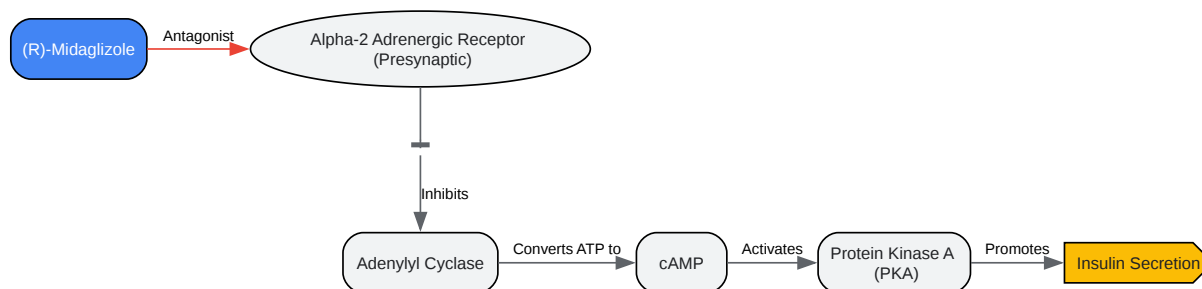 (R)-Midaglizole
Antagonist
Alpha-2 Adrenergic Receptor
(Presynaptic)
Inhibits
Adenylyl Cyclase
Converts ATP to
cAMP
Activates
Protein Kinase A
(PKA)
Promotes
Insulin Secretion